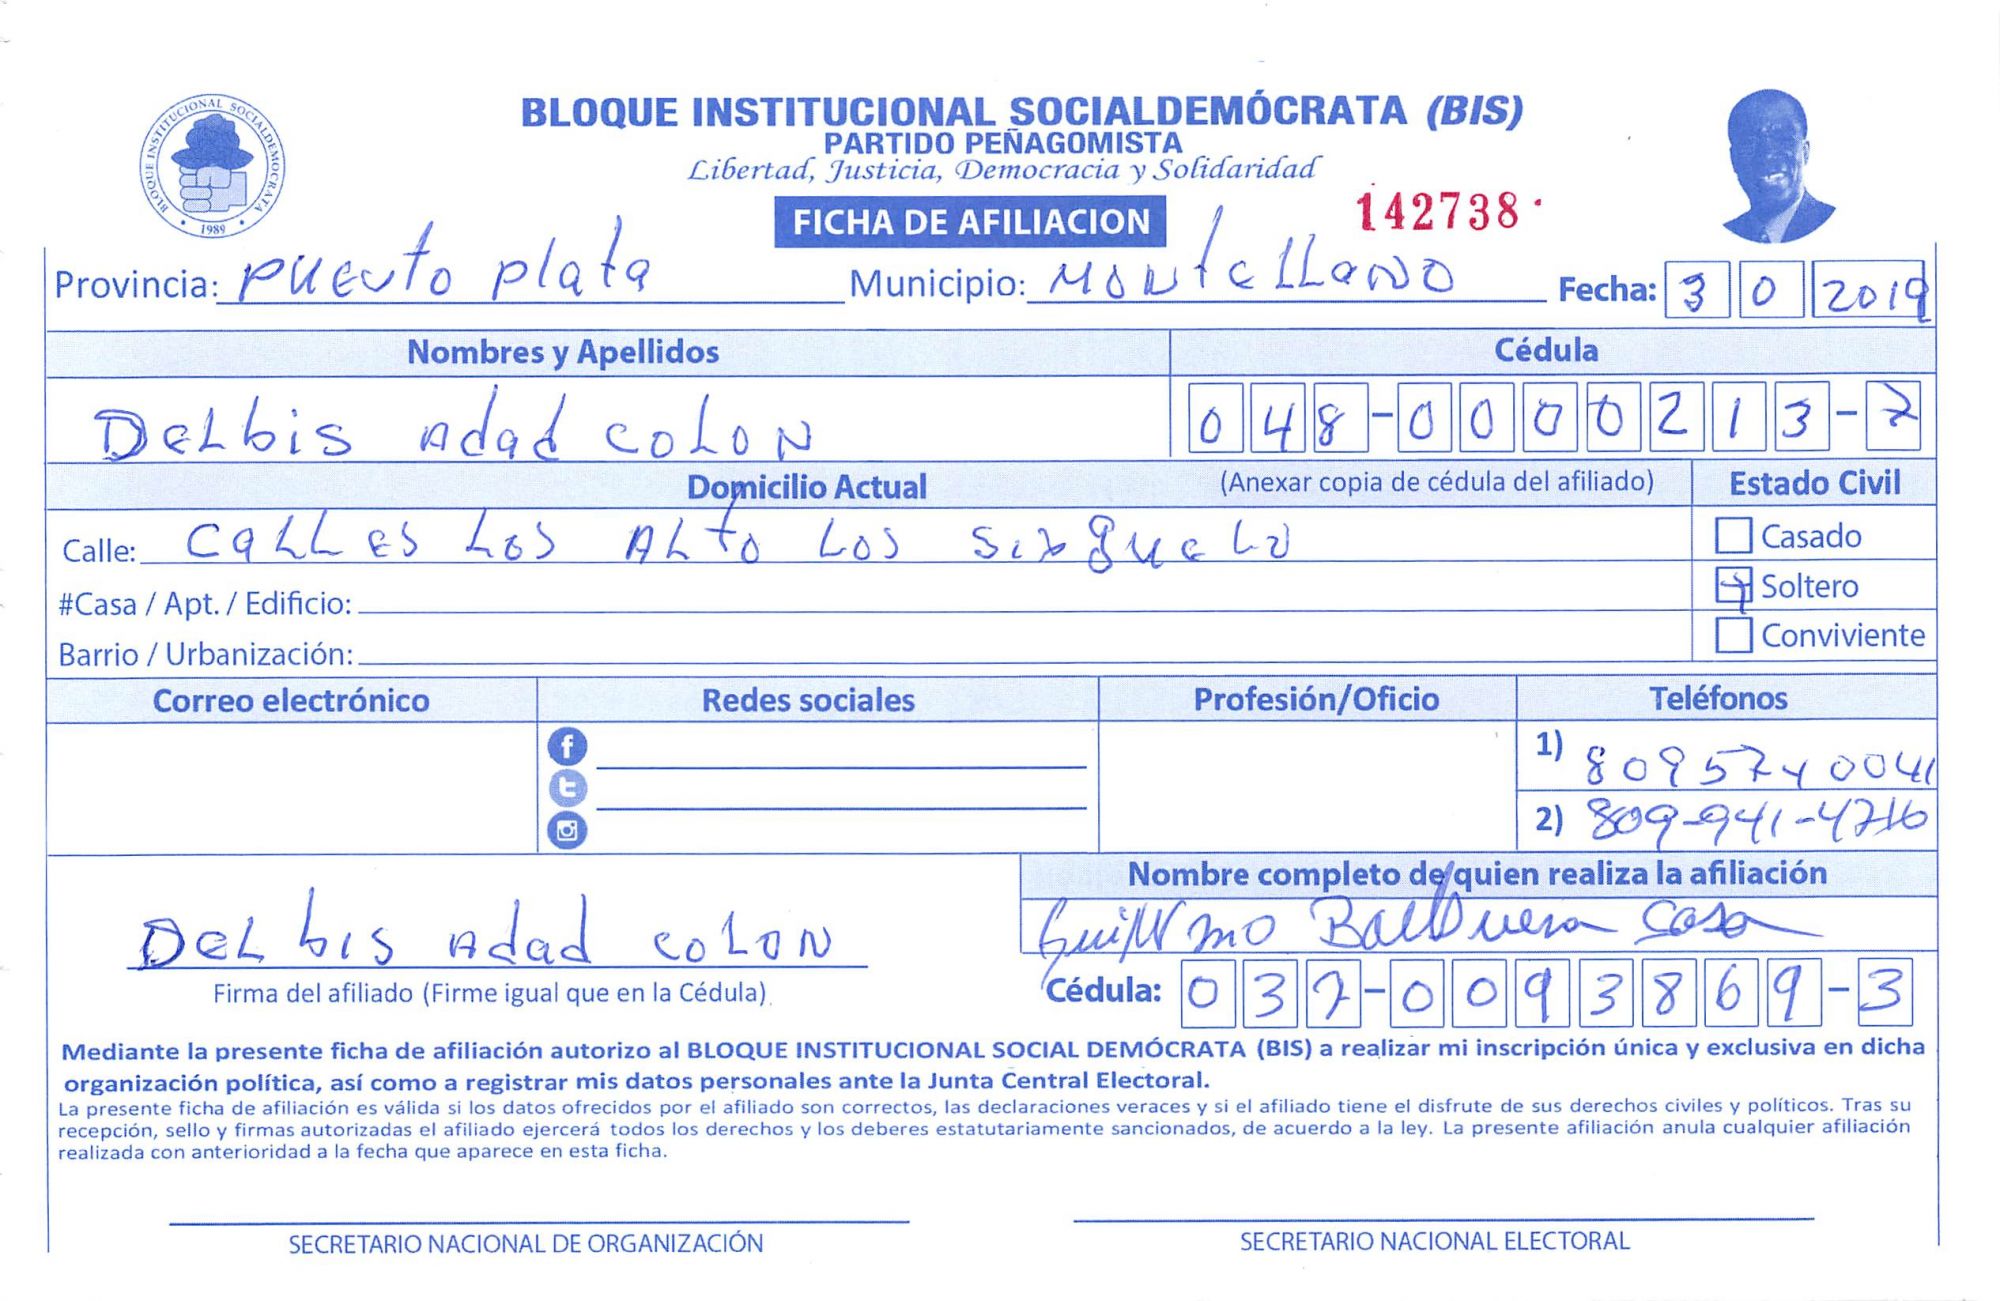 BLOQUE INSTITUCIONAL SOCIALDEMOCRATA
1989
BLOQUE INSTITUCIONAL SOCIALDEMÓCRATA (BIS)
PARTIDO PEÑAGOMISTA
Libertad, Justicia, Democracia y Solidaridad
FICHA DE AFILIACION
142738
Provincia: PUEVTO Plata Municipio: MONTELLANO Fecha: 3 0 2019
Nombres y Apellidos Cédula
DELbis Adad COLON 048-0000213-7
Domicilio Actual (Anexar copia de cédula del afiliado) Estado Civil
Calle: CALLES LOS ALTO LOS
Casado
Soltero
Conviviente
#Casa / Apt. / Edificio:
Barrio / Urbanización:
Correo electrónico Redes sociales Profesión/Oficio Teléfonos
1) 8095740041
2) 809-941-4716
Nombre completo de quien realiza la afiliación
Balbuena
DELbis Adad COLON
Firma del afiliado (Firme igual que en la Cédula)
Cédula: 037-0093869-3
Mediante la presente ficha de afiliación autorizo al BLOQUE INSTITUCIONAL SOCIAL DEMÓCRATA (BIS) a realizar mi inscripción única y exclusiva en dicha
organización política, así como a registrar mis datos personales ante la Junta Central Electoral.
La presente ficha de afiliación es válida si los datos ofrecidos por el afiliado son correctos, las declaraciones veraces y si el afiliado tiene el disfrute de sus derechos civiles y políticos. Tras su
recepción, sello y firmas autorizadas el afiliado ejercerá todos los derechos y los deberes estatutariamente sancionados, de acuerdo a la ley. La presente afiliación anula cualquier afiliación
realizada con anterioridad a la fecha que aparece en esta ficha.
SECRETARIO NACIONAL DE ORGANIZACIÓN SECRETARIO NACIONAL ELECTORAL